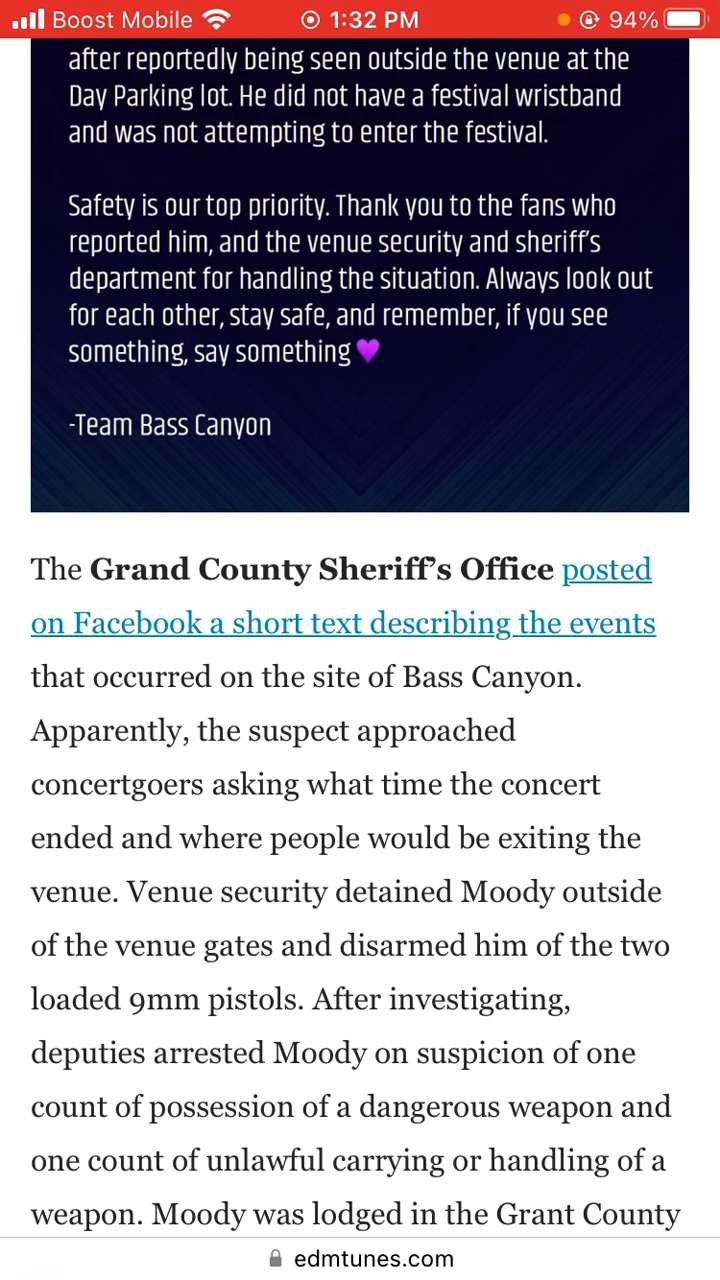 Boost Mobile 1:32 PM 94%
after reportedly being seen outside the venue at the
Day Parking lot. He did not have a festival wristband
and was not attempting to enter the festival.
Safety is our top priority. Thank you to the fans who
reported him, and the venue security and sheriff's
department for handling the situation. Always look out
for each other, stay safe, and remember, if you see
something, say something 💜
-Team Bass Canyon
The Grand County Sheriff’s Office posted
on Facebook a short text describing the events
that occurred on the site of Bass Canyon.
Apparently, the suspect approached
concertgoers asking what time the concert
ended and where people would be exiting the
venue. Venue security detained Moody outside
of the venue gates and disarmed him of the two
loaded 9mm pistols. After investigating,
deputies arrested Moody on suspicion of one
count of possession of a dangerous weapon and
one count of unlawful carrying or handling of a
weapon. Moody was lodged in the Grant County
edmtunes.com